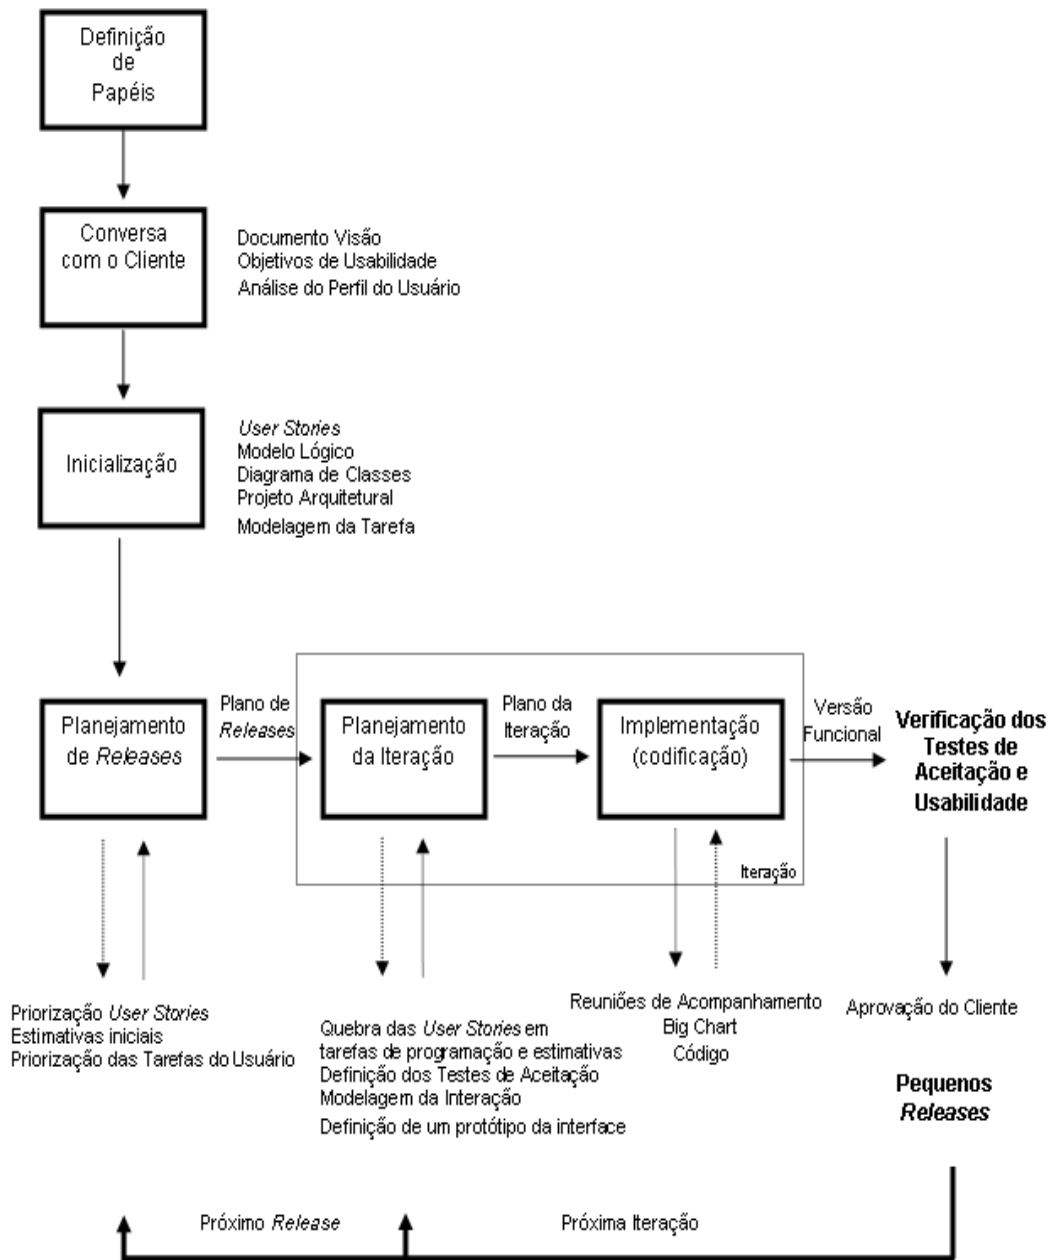 Definição
de
Papéis
Conversa
com o Cliente
Documento Visão
Objetivos de Usabilidade
Análise do Perfil do Usuário
Inicialização
User Stories
Modelo Lógico
Diagrama de Classes
Projeto Arquitetural
Modelagem da Tarefa
Planejamento
de Releases
Plano de
Releases
Planejamento
da Iteração
Plano da
Iteração
Implementação
(codificação)
Versão
Funcional
Verificação dos
Testes de
Aceitação e
Usabilidade
Iteração
Priorização User Stories
Estimativas iniciais
Priorização das Tarefas do Usuário
Quebra das User Stories em
tarefas de programação e estimativas
Definição dos Testes de Aceitação
Modelagem da Interação
Definição de um protótipo da interface
Reuniões de Acompanhamento
Big Chart
Código
Aprovação do Cliente
Pequenos
Releases
Próximo Release
Próxima Iteração